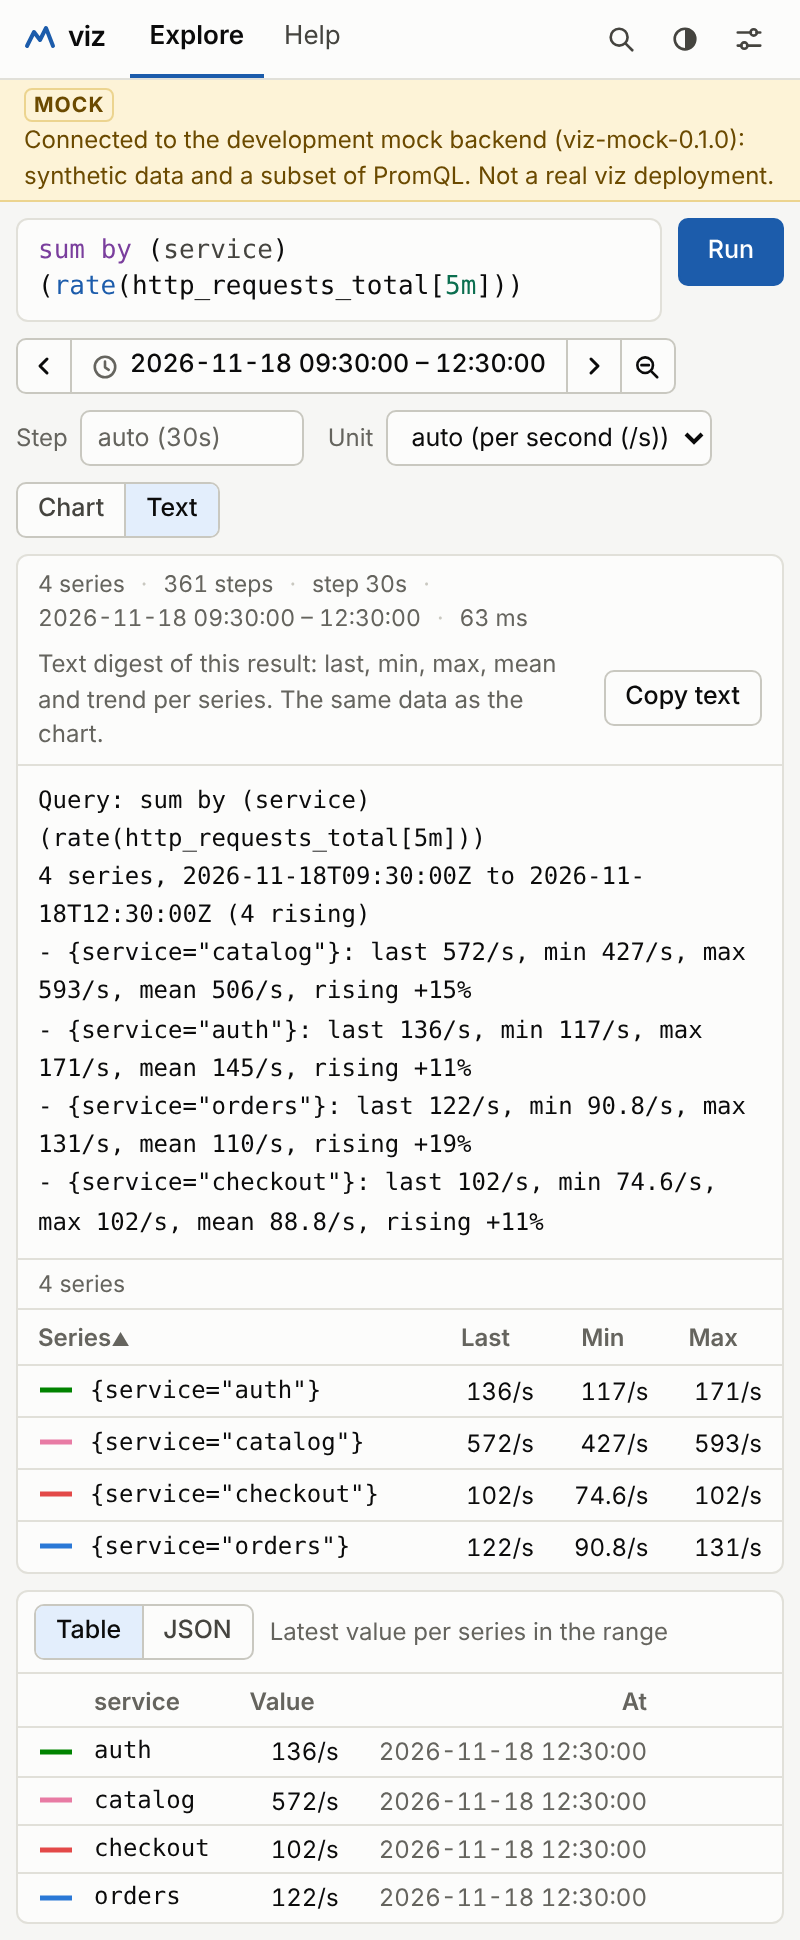 viz Explore Help
MOCK
Connected to the development mock backend (viz-mock-0.1.0):
synthetic data and a subset of PromQL. Not a real viz deployment.
sum by (service)
(rate(http_requests_total[5m]))
Run
2026-11-18 09:30:00 – 12:30:00
Step auto (30s) Unit auto (per second (/s))
Chart Text
4 series · 361 steps · step 30s ·
2026-11-18 09:30:00 – 12:30:00 · 63 ms
Text digest of this result: last, min, max, mean
and trend per series. The same data as the
chart.
Copy text
Query: sum by (service)
(rate(http_requests_total[5m]))
4 series, 2026-11-18T09:30:00Z to 2026-11-
18T12:30:00Z (4 rising)
- {service="catalog"}: last 572/s, min 427/s, max
593/s, mean 506/s, rising +15%
- {service="auth"}: last 136/s, min 117/s, max
171/s, mean 145/s, rising +11%
- {service="orders"}: last 122/s, min 90.8/s, max
131/s, mean 110/s, rising +19%
- {service="checkout"}: last 102/s, min 74.6/s,
max 102/s, mean 88.8/s, rising +11%
4 series
Series▲ Last Min Max
{service="auth"} 136/s 117/s 171/s
{service="catalog"} 572/s 427/s 593/s
{service="checkout"} 102/s 74.6/s 102/s
{service="orders"} 122/s 90.8/s 131/s
Table JSON Latest value per series in the range
service Value At
auth 136/s 2026-11-18 12:30:00
catalog 572/s 2026-11-18 12:30:00
checkout 102/s 2026-11-18 12:30:00
orders 122/s 2026-11-18 12:30:00